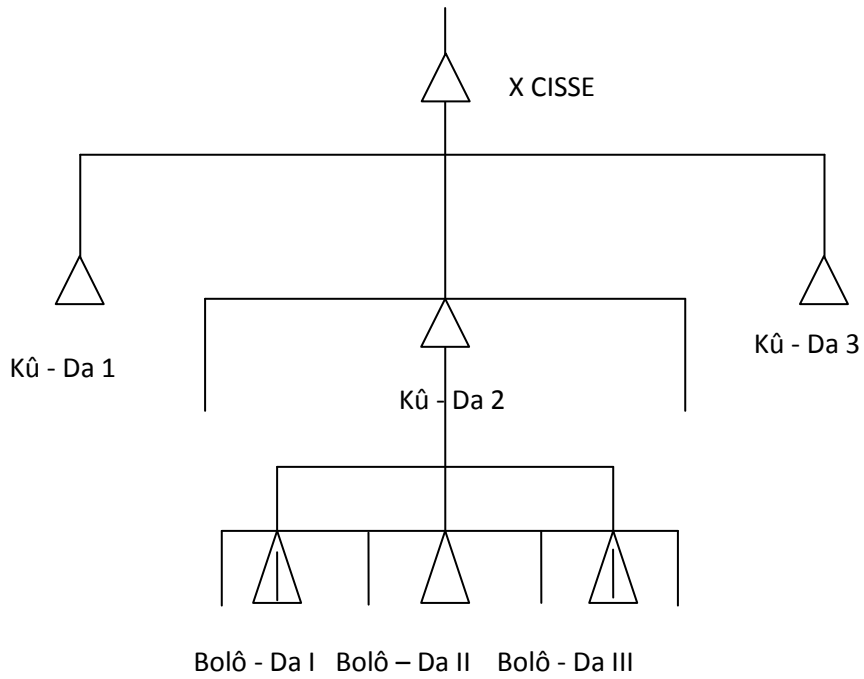 X CISSE
Kû - Da 3
Kû - Da 1
Kû - Da 2
Bolô - Da I
Bolô – Da II
Bolô - Da III